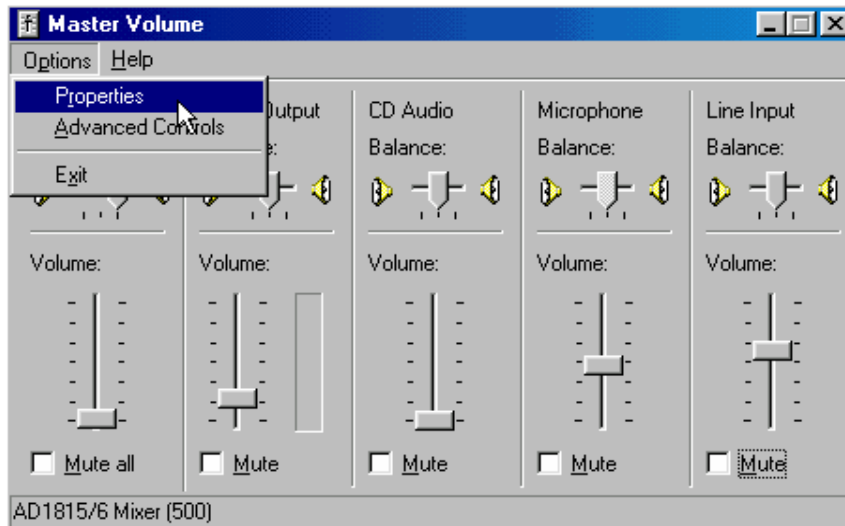 Master Volume
Options Help
Properties
Advanced Controls
Exit
Output CD Audio Microphone Line Input
Balance: Balance: Balance:
Volume: Volume: Volume: Volume: Volume:
Mute all Mute Mute Mute Mute
AD1815/6 Mixer (500)